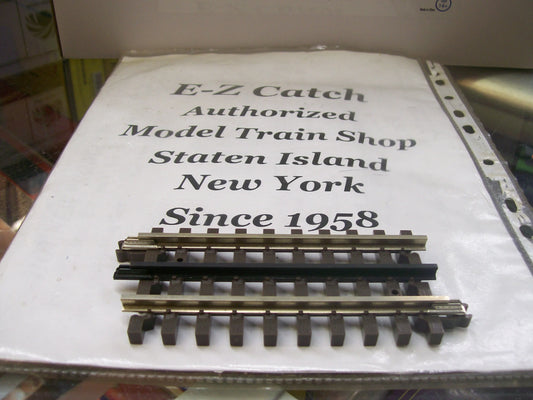 E-Z Catch
Authorized
Model Train Shop
Staten Island
New York
Since 1958